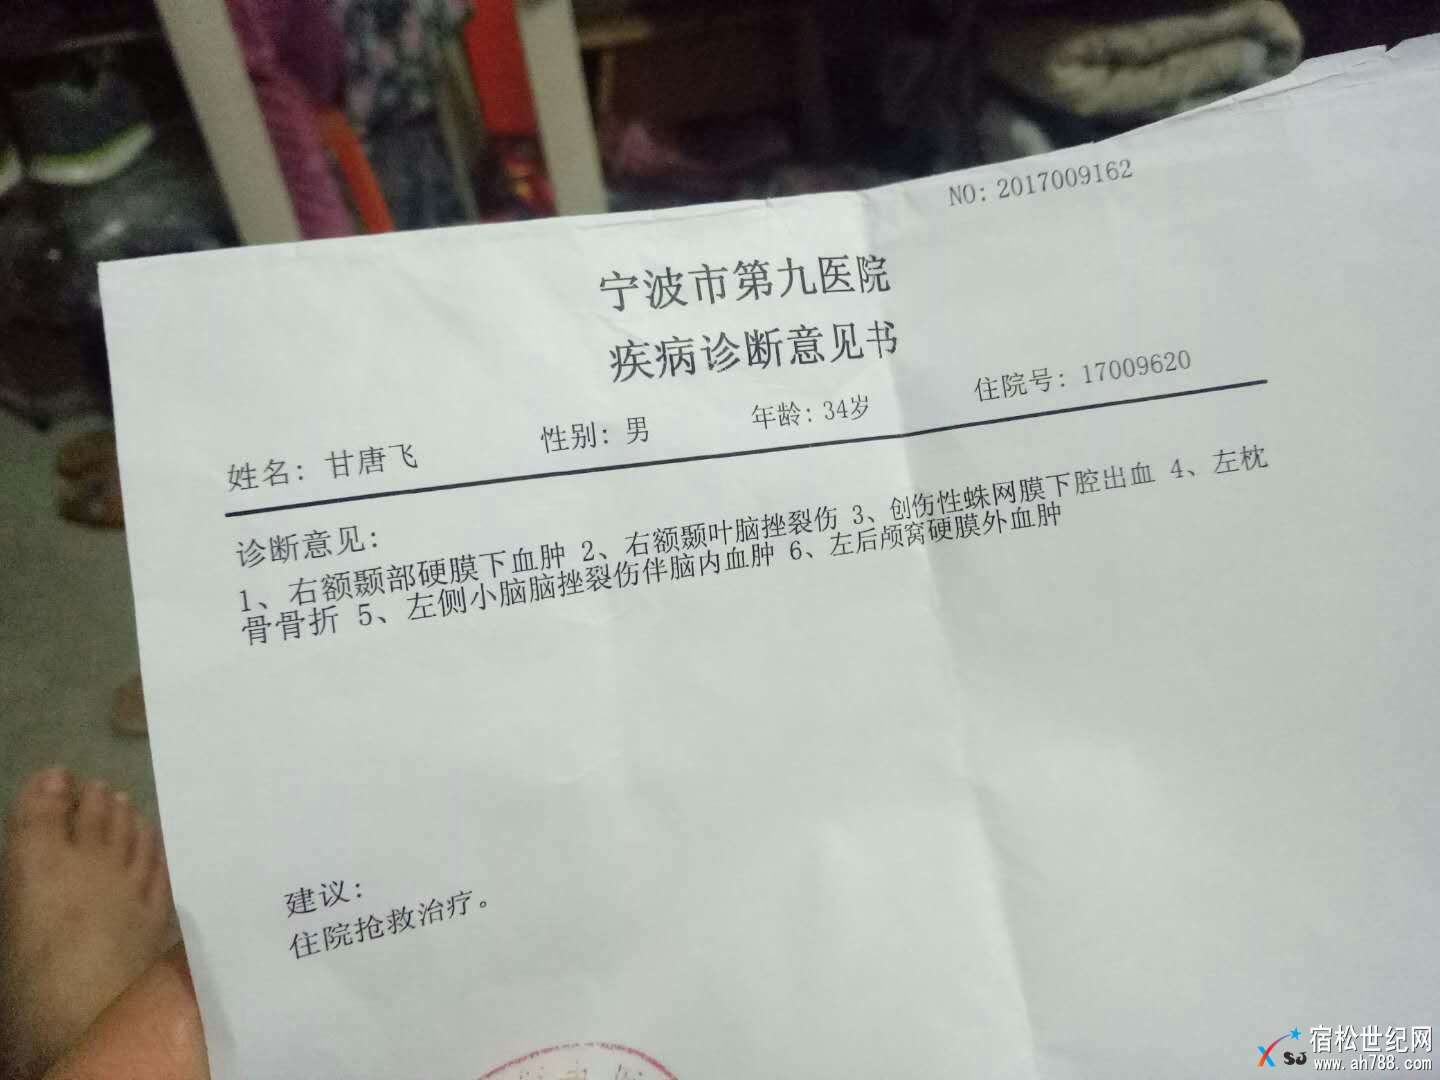 NO: 2017009162
宁波市第九医院
疾病诊断意见书
姓名: 甘唐飞 性别: 男 年龄: 34岁 住院号: 17009620
诊断意见:
1、右额颞部硬膜下血肿 2、右额颞叶脑挫裂伤 3、创伤性蛛网膜下腔出血 4、左枕
骨骨折 5、左侧小脑脑挫裂伤伴脑内血肿 6、左后颅窝硬膜外血肿
建议:
住院抢救治疗。
宿松世纪网
SJ
www.ah788.com